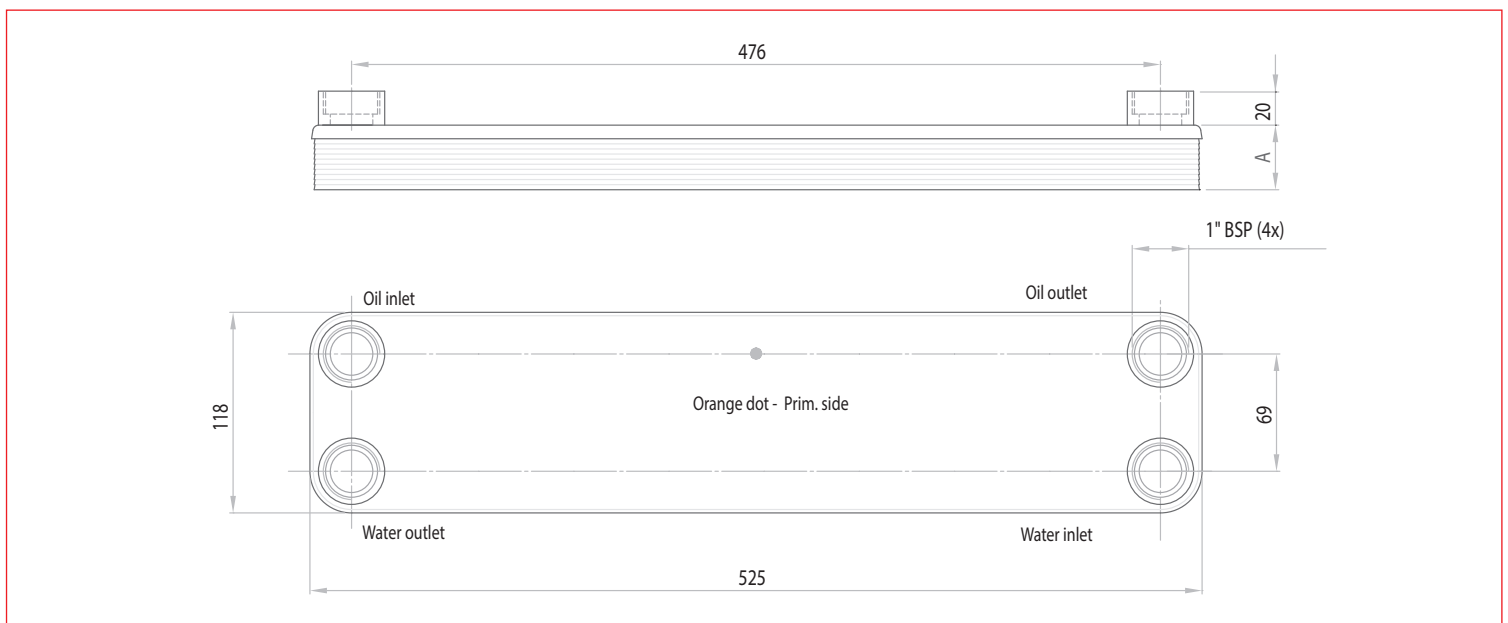 476
20
A
1" BSP (4x)
Oil inlet
Oil outlet
118
Orange dot - Prim. side
69
Water outlet
Water inlet
525